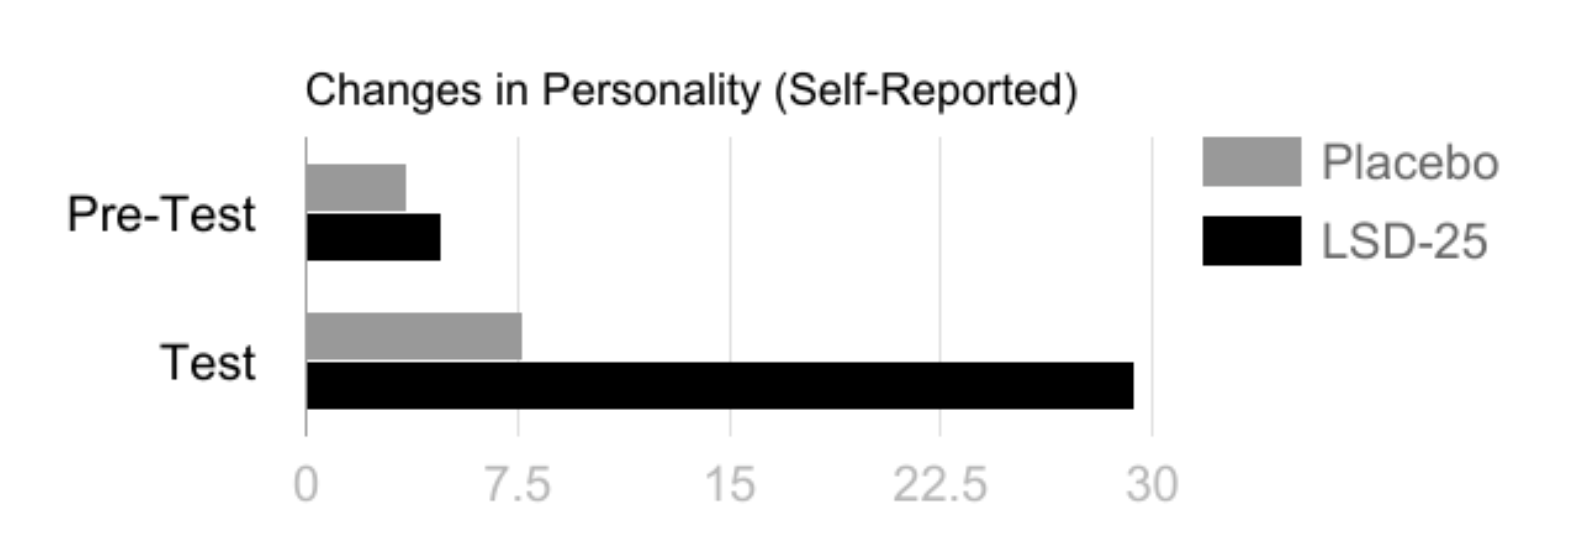 Changes in Personality (Self-Reported)
Placebo
LSD-25
Pre-Test
Test
0 7.5 15 22.5 30